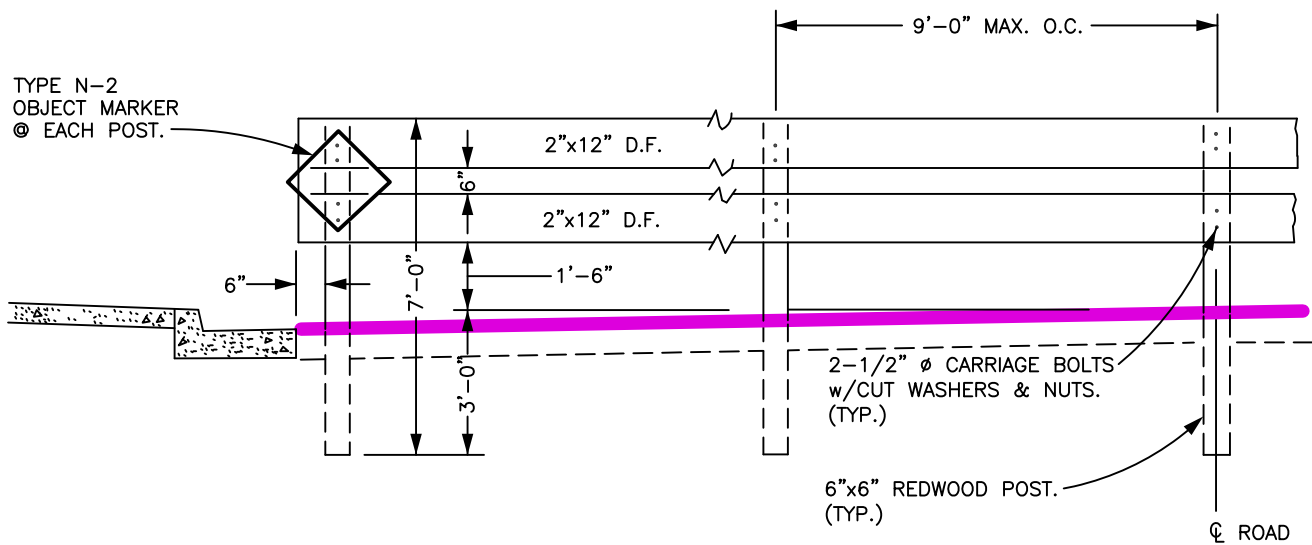 9'-0" MAX. O.C.
TYPE N-2
OBJECT MARKER
@ EACH POST.
2"x12" D.F.
6"
2"x12" D.F.
6"
7'-0"
1'-6"
3'-0"
2-1/2" ø CARRIAGE BOLTS
w/CUT WASHERS & NUTS.
(TYP.)
6"x6" REDWOOD POST.
(TYP.)
℄ ROAD